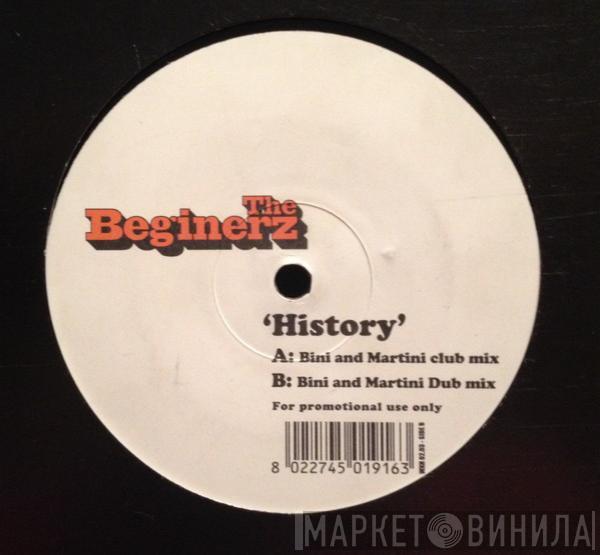 The
Beginerz
‘History’
A: Bini and Martini club mix
B: Bini and Martini Dub mix
For promotional use only
8 022745 019163
МАРКЕТ ВИНИЛА